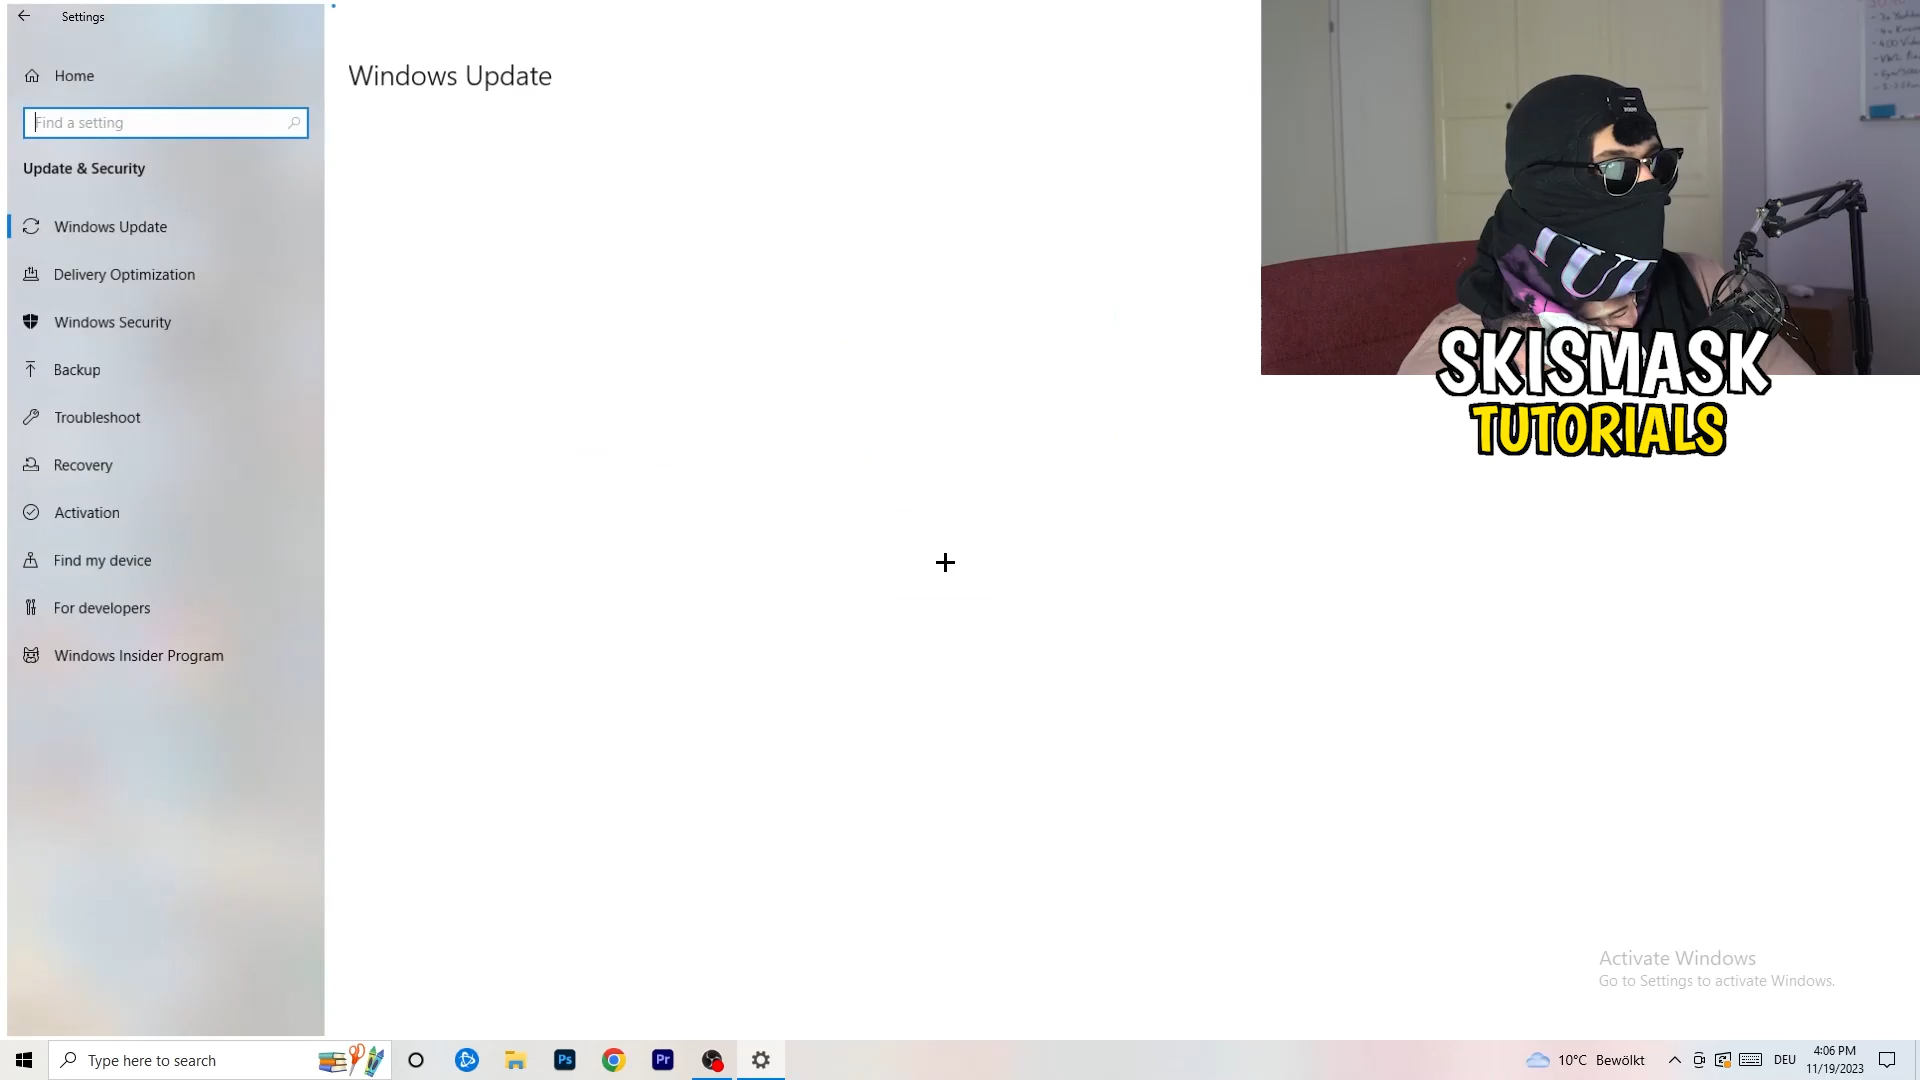 Settings
Home
Find a setting
Update & Security
Windows Update
Delivery Optimization
Windows Security
Backup
Troubleshoot
Recovery
Activation
Find my device
For developers
Windows Insider Program
Windows Update
SKISMASK
TUTORIALS
Activate Windows
Go to Settings to activate Windows.
Type here to search
Ps
Pr
10°C Bewölkt
DEU
4:06 PM
11/19/2023